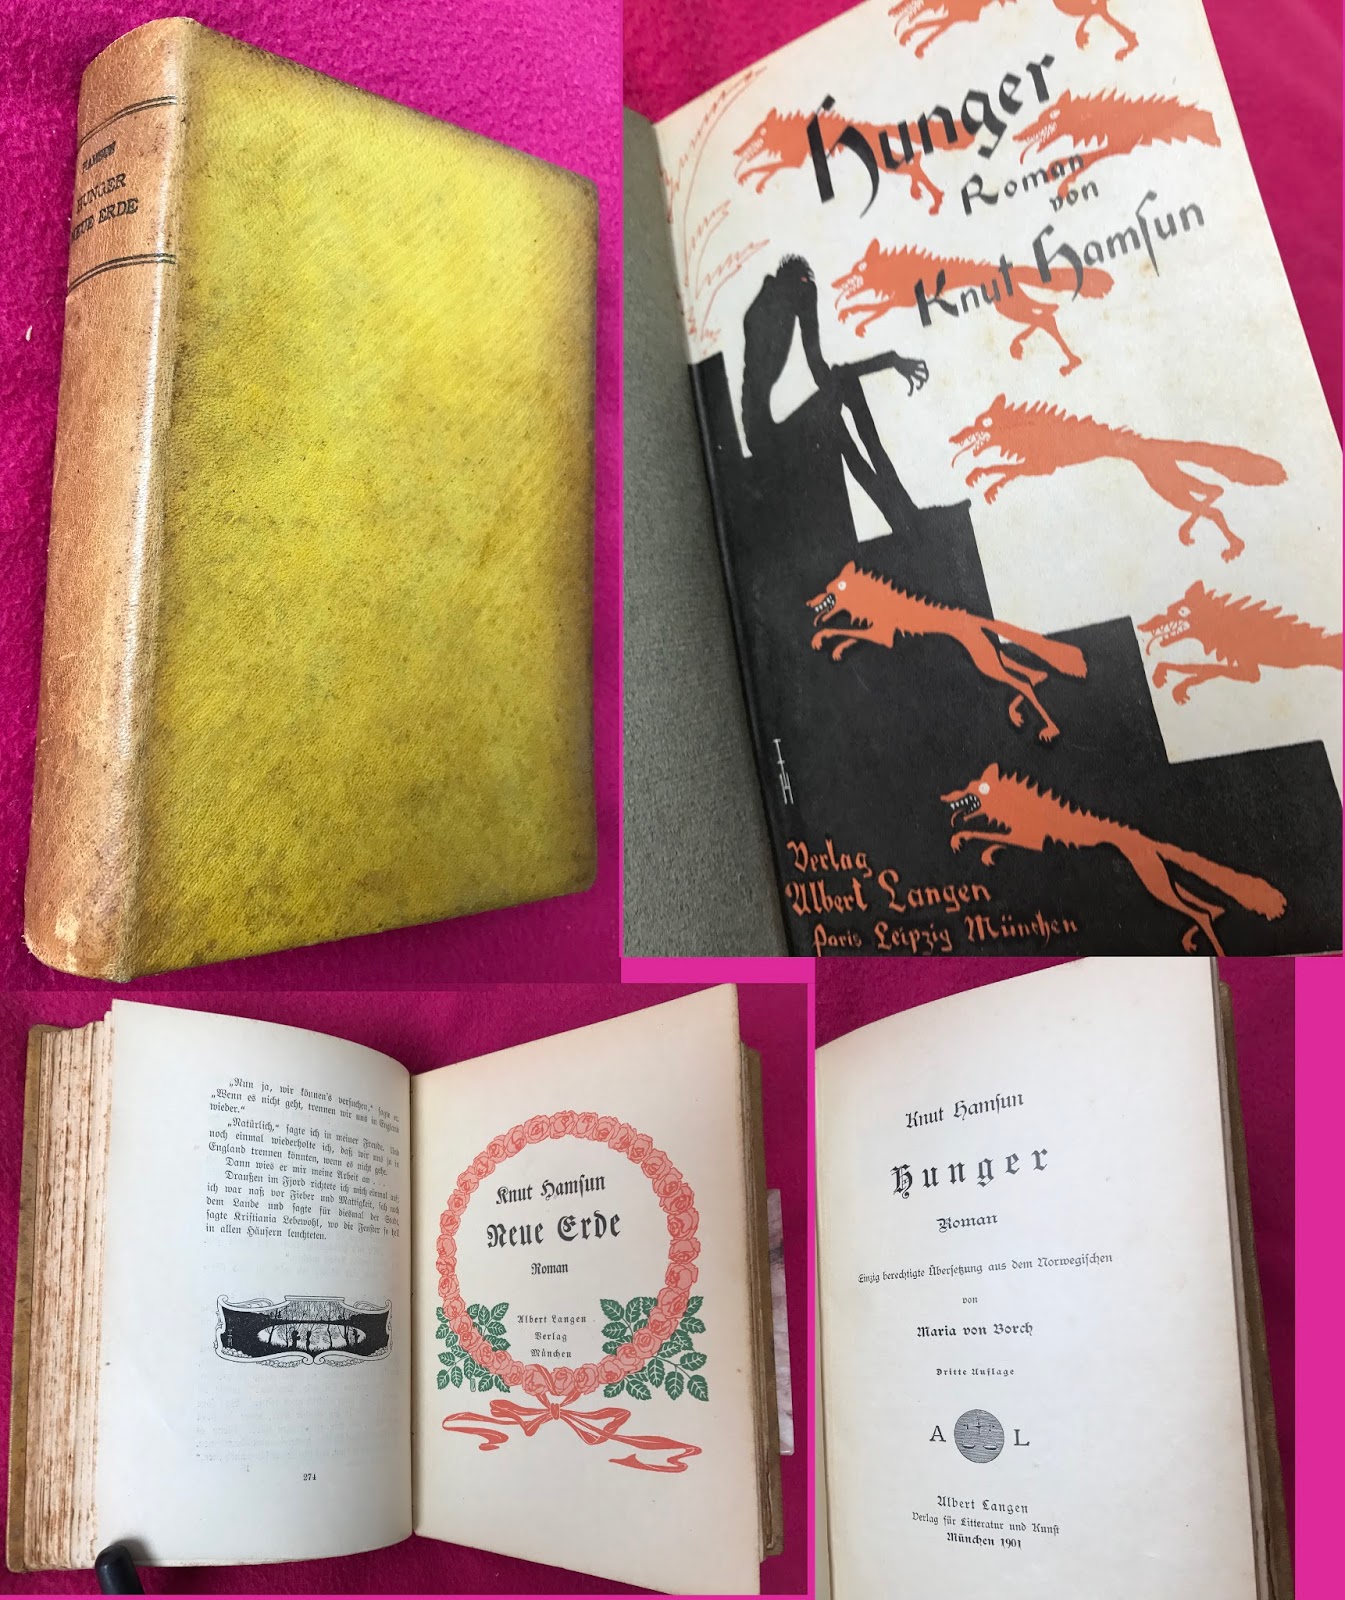 HAMSUN
HUNGER
NEUE ERDE
Hunger
Roman
von
Knut Hamſun
Verlag
Albert Langen
Paris Leipzig München
„Nun ja, wir können's verſuchen,“ ſagte er.
„Wenn es nicht geht, trennen wir uns in England
wieder.“
„Natürlich,“ ſagte ich in meiner Freude. Und
noch einmal wiederholte ich, daß wir uns ja in
England trennen könnten, wenn es nicht gehe.
Dann wies er mir meine Arbeit an . . .
Draußen im Fjord richtete ich mich einmal auf;
ich war naß vor Fieber und Mattigkeit, ſah nach
dem Lande und ſagte für diesmal der Stadt,
ſagte Kriſtiania Lebewohl, wo die Fenſter ſo hell
in allen Häuſern leuchteten.
274
Knut Hamſun
Neue Erde
Roman
Albert Langen
Verlag
München
Knut Hamſun
Hunger
Roman
Einzig berechtigte Überſetzung aus dem Norwegiſchen
von
Maria von Borch
Dritte Auflage
A L
Albert Langen
Verlag für Litteratur und Kunſt
München 1901